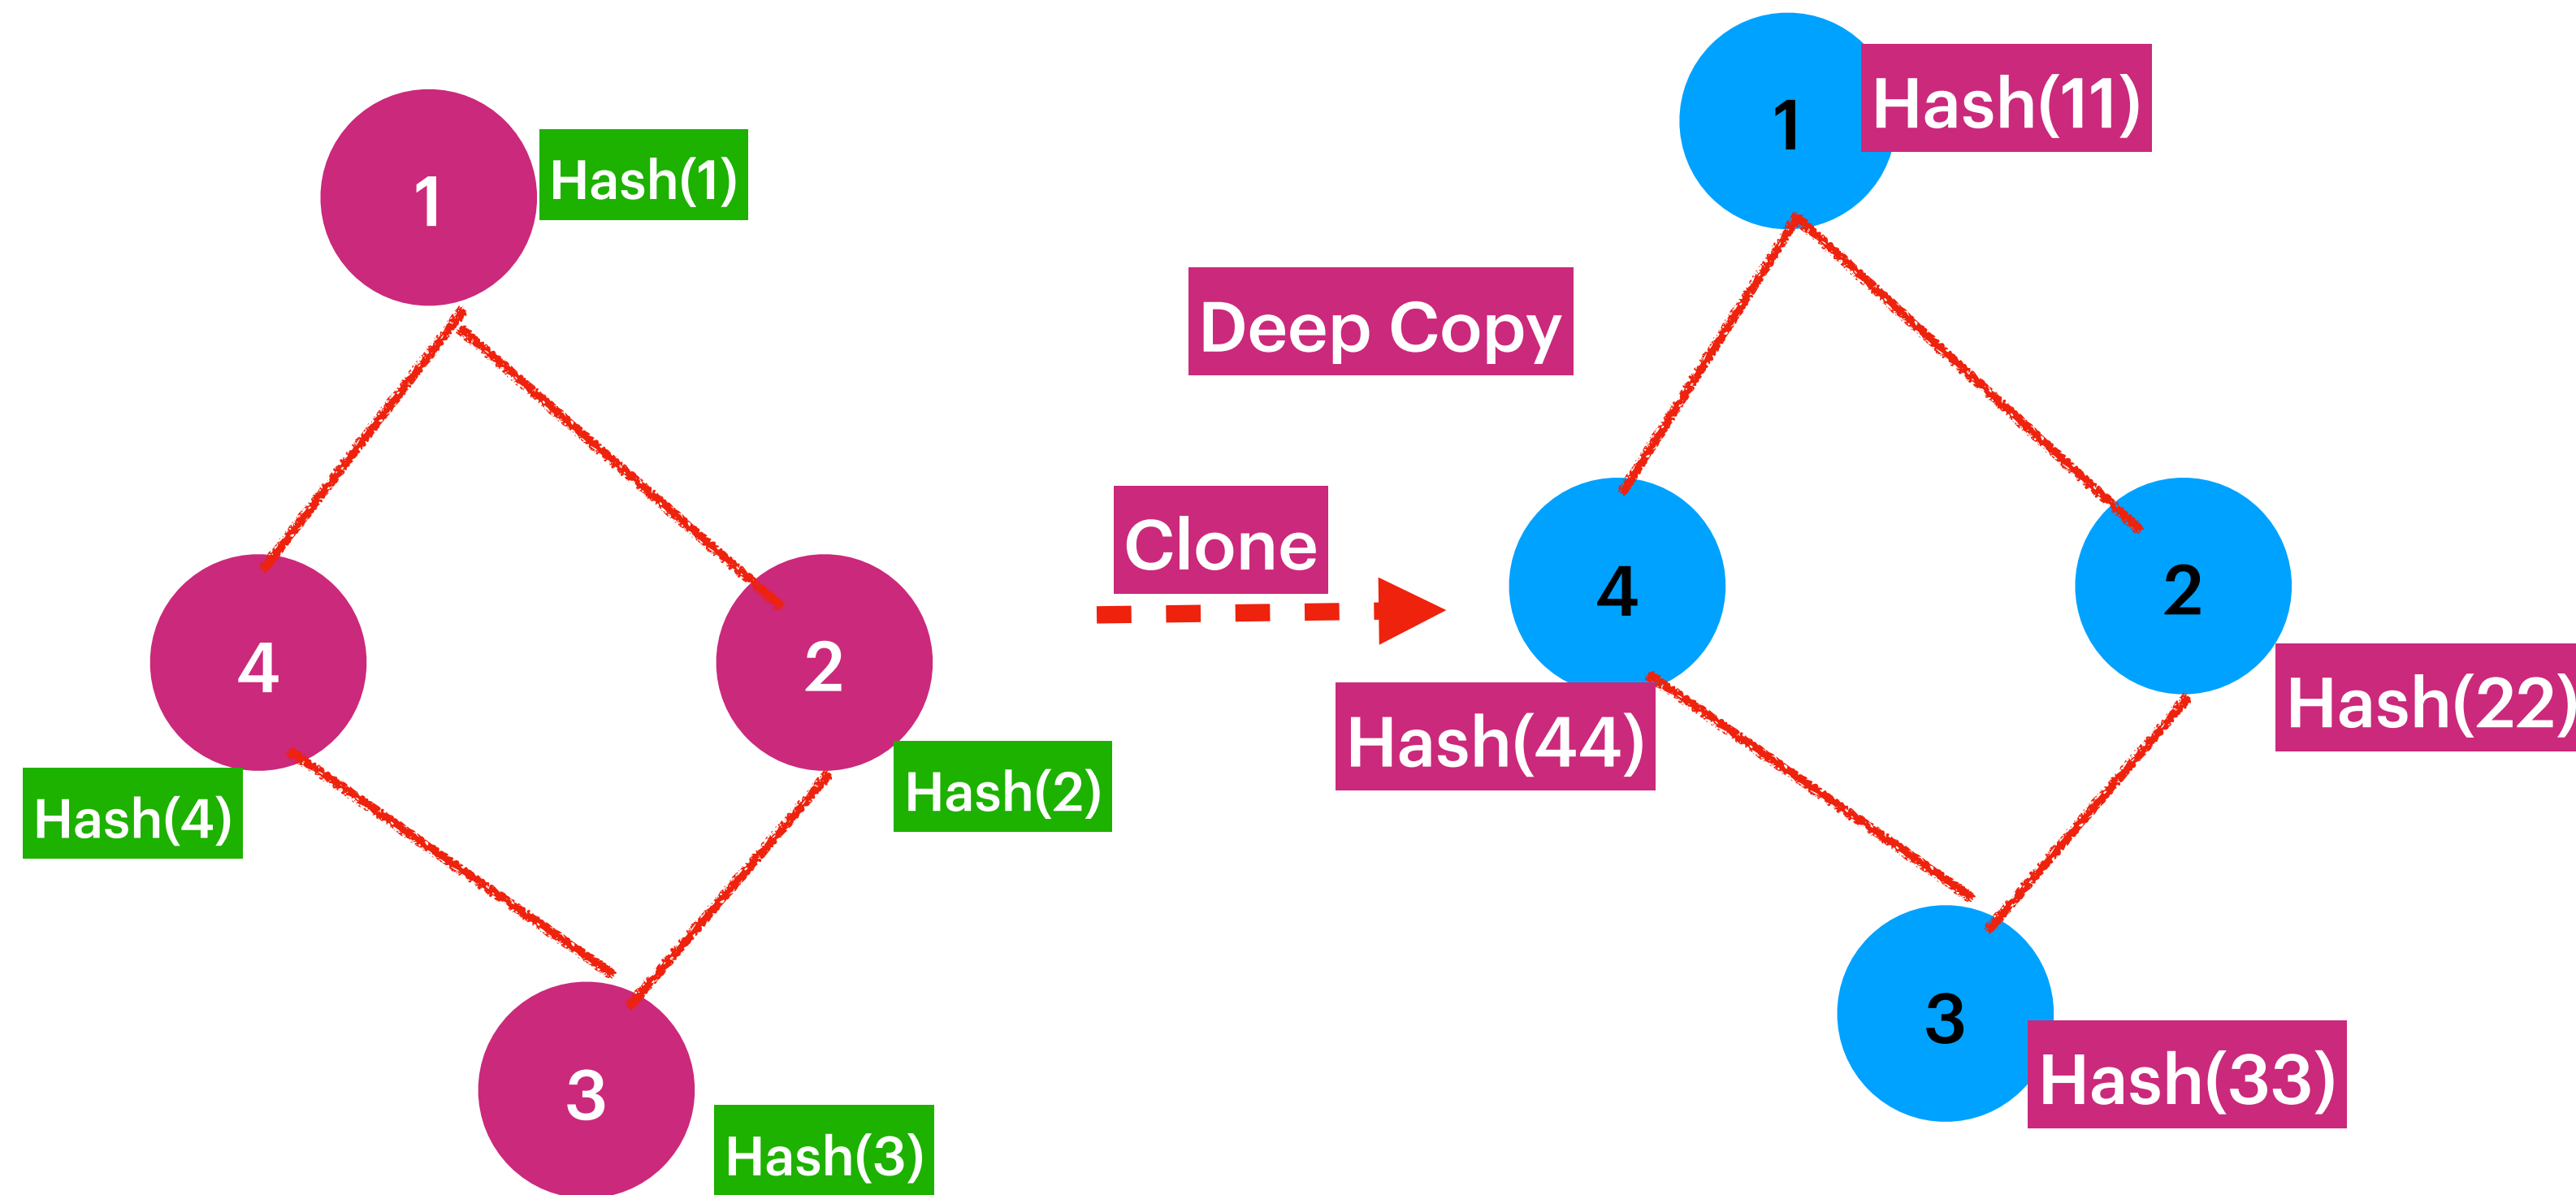 1
Hash(1)
4
2
Hash(4)
Hash(2)
3
Hash(3)
Deep Copy
Clone
1
Hash(11)
4
2
Hash(44)
Hash(22)
3
Hash(33)